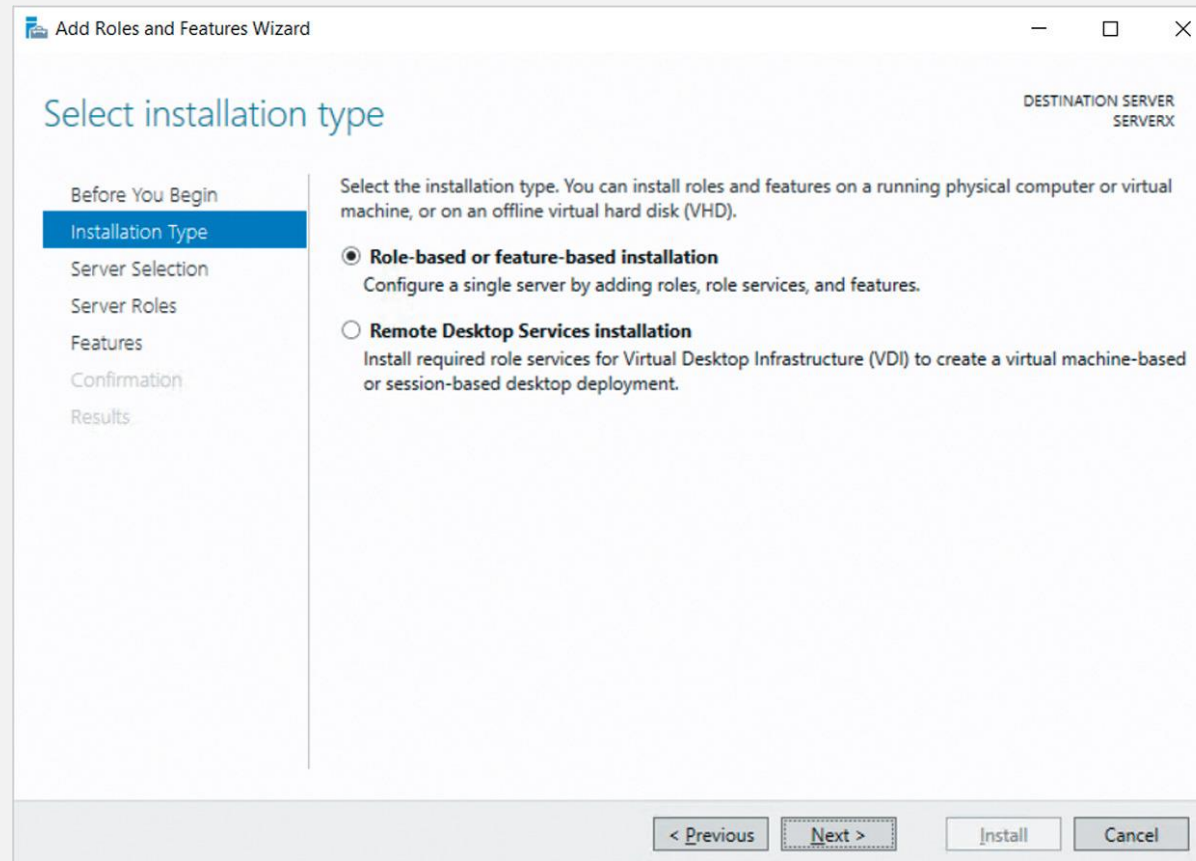 Add Roles and Features Wizard
Select installation type
DESTINATION SERVER
SERVERX
Before You Begin
Installation Type
Server Selection
Server Roles
Features
Confirmation
Results
Select the installation type. You can install roles and features on a running physical computer or virtual
machine, or on an offline virtual hard disk (VHD).
Role-based or feature-based installation
Configure a single server by adding roles, role services, and features.
Remote Desktop Services installation
Install required role services for Virtual Desktop Infrastructure (VDI) to create a virtual machine-based
or session-based desktop deployment.
< Previous
Next >
Install
Cancel